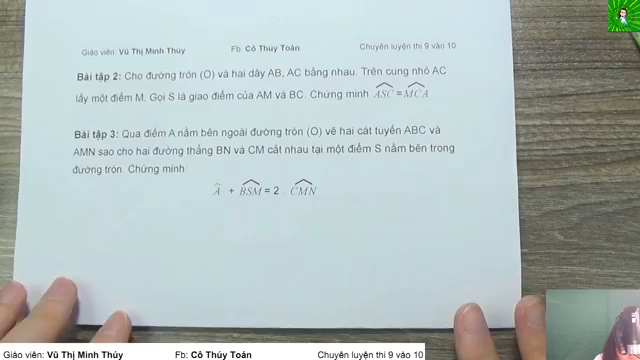 Giáo viên: Vũ Thị Minh Thúy Fb: Cô Thúy Toán Chuyên luyện thi 9 vào 10
Bài tập 2: Cho đường tròn (O) và hai dây AB, AC bằng nhau. Trên cung nhỏ AC
lấy một điểm M. Gọi S là giao điểm của AM và BC. Chứng minh ASC = MCA
Bài tập 3: Qua điểm A nằm bên ngoài đường tròn (O) vẽ hai cát tuyến ABC và
AMN sao cho hai đường thẳng BN và CM cắt nhau tại một điểm S nằm bên trong
đường tròn. Chứng minh:
A + BSM = 2 . CMN
Giáo viên: Vũ Thị Minh Thúy Fb: Cô Thúy Toán Chuyên luyện thi 9 vào 10